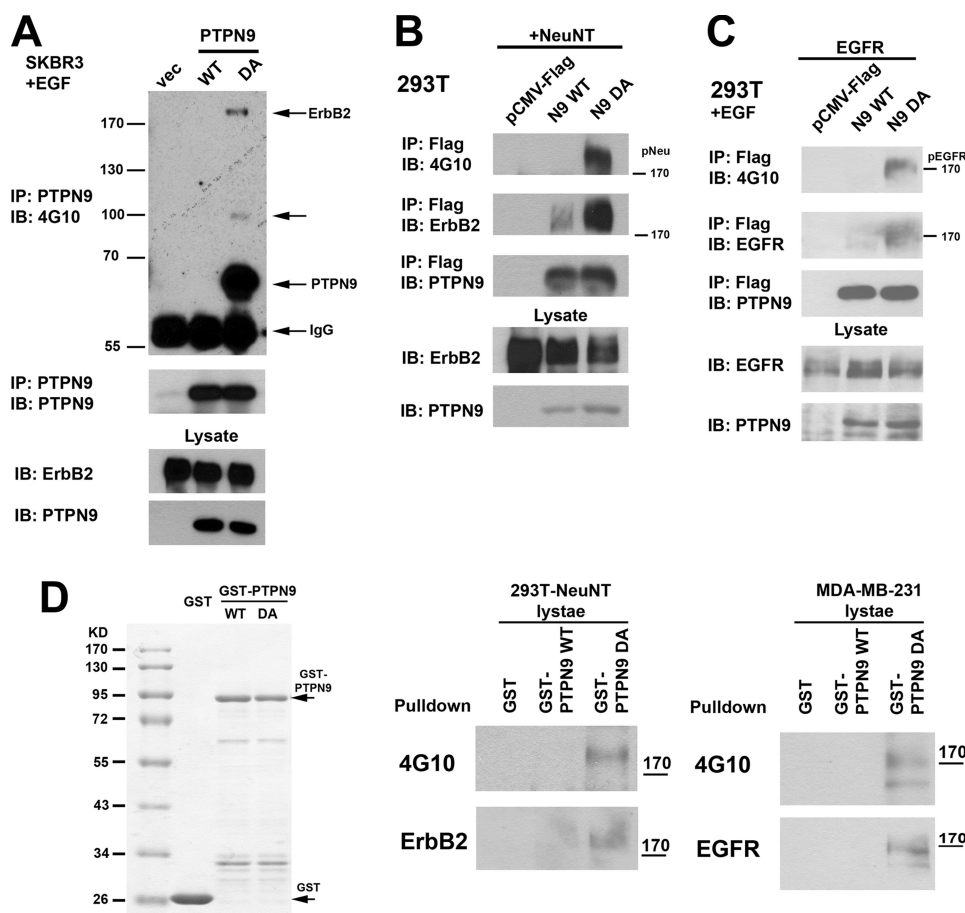 A
PTPN9
SKBR3
+EGF
vec
WT
DA
ErbB2
170
130
IP: PTPN9
IB: 4G10
100
70
PTPN9
IgG
55
IP: PTPN9
IB: PTPN9
Lysate
IB: ErbB2
IB: PTPN9
B
+NeuNT
293T
pCMV-Flag
N9 WT
N9 DA
IP: Flag
IB: 4G10
pNeu
170
IP: Flag
IB: ErbB2
170
IP: Flag
IB: PTPN9
Lysate
IB: ErbB2
IB: PTPN9
C
EGFR
293T
+EGF
pCMV-Flag
N9 WT
N9 DA
IP: Flag
IB: 4G10
pEGFR
170
IP: Flag
IB: EGFR
170
IP: Flag
IB: PTPN9
Lysate
IB: EGFR
IB: PTPN9
D
GST
GST-PTPN9
WT
DA
KD
170
130
95
72
55
43
34
26
GST-
PTPN9
GST
293T-NeuNT
lystae
Pulldown
GST
GST-
PTPN9 WT
GST-
PTPN9 DA
4G10
170
ErbB2
170
MDA-MB-231
lystae
Pulldown
GST
GST-
PTPN9 WT
GST-
PTPN9 DA
4G10
170
EGFR
170